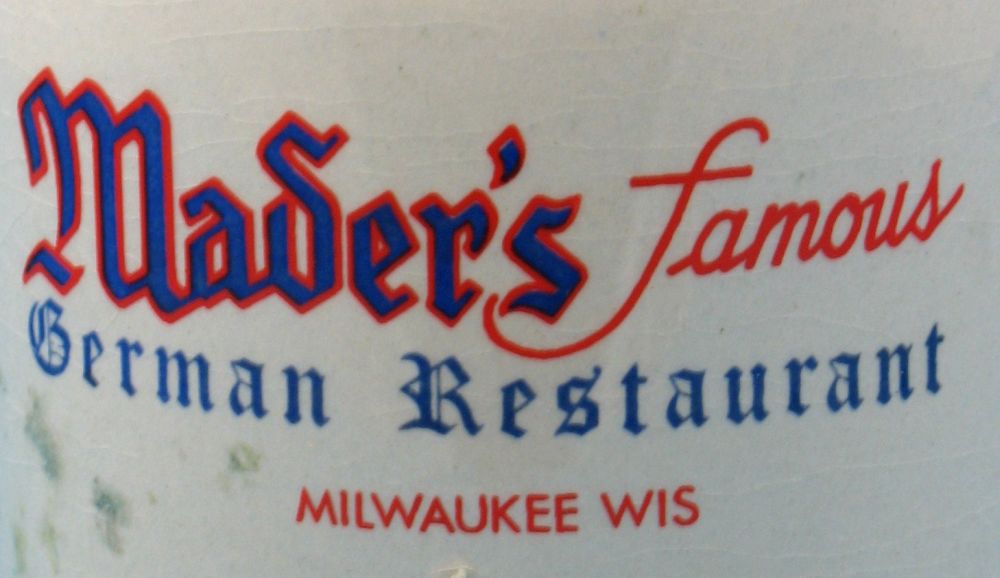 Mader's famous
German Restaurant
MILWAUKEE WIS